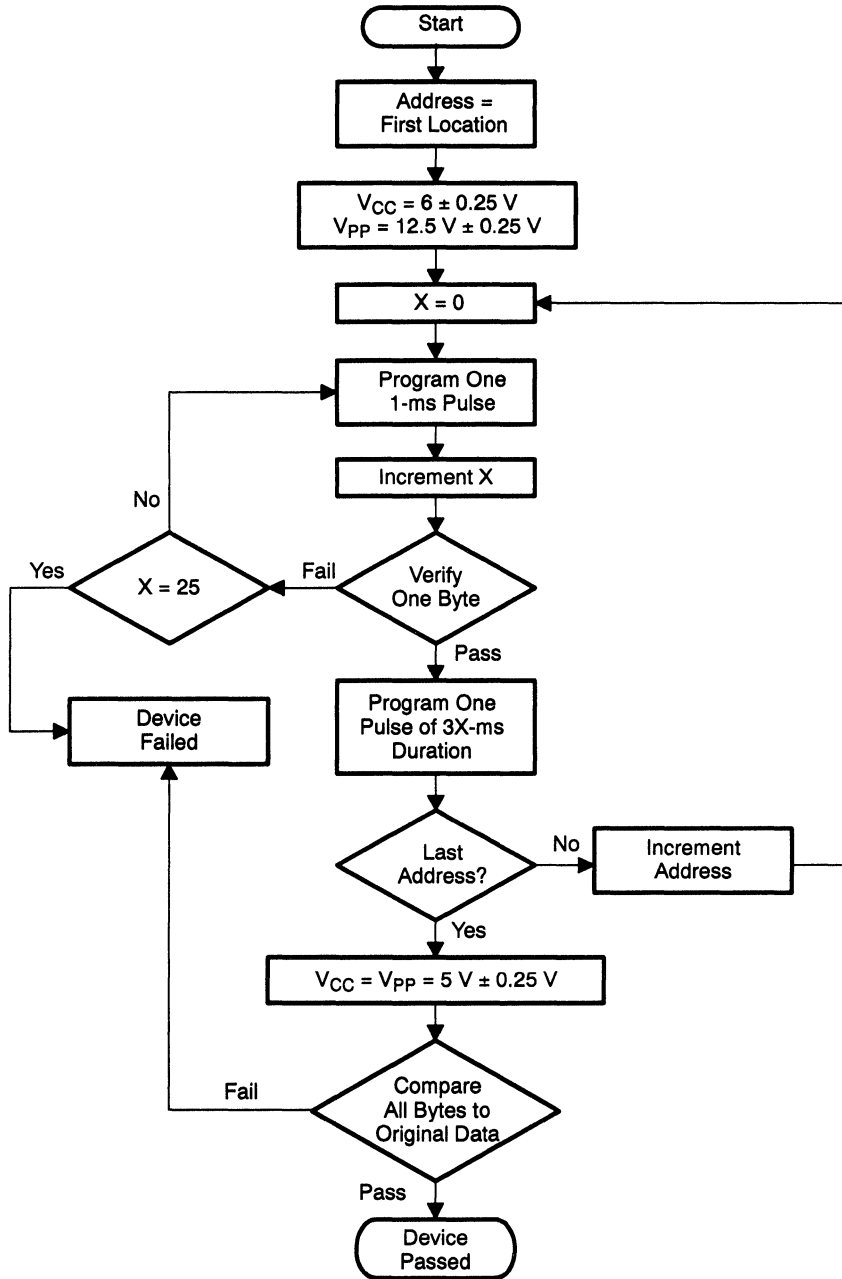 Start
Address =
First Location
VCC = 6 ± 0.25 V
VPP = 12.5 V ± 0.25 V
X = 0
Program One
1-ms Pulse
Increment X
No
Yes
X = 25
Fail
Verify
One Byte
Pass
Device
Failed
Program One
Pulse of 3X-ms
Duration
Last
Address?
No
Increment
Address
Yes
VCC = VPP = 5 V ± 0.25 V
Fail
Compare
All Bytes to
Original Data
Pass
Device
Passed